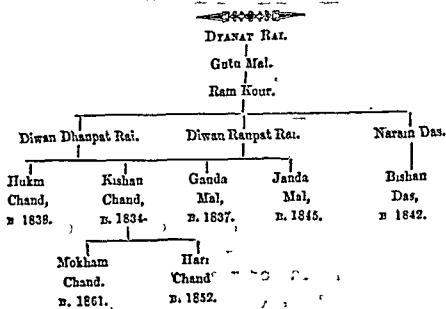 DYANAT RAI.
Gutu Mal.
Ram Kour.
Diwan Dhanpat Rai. Diwan Ranpat Rai. Narain Das.
Hukm Kishan Ganda Janda Bishan
Chand, Chand, Mal, Mal, Das,
B 1838. B. 1834. B. 1837. B. 1845. B 1842.
Mokham Hari
Chand. Chand
B. 1861. B. 1852.